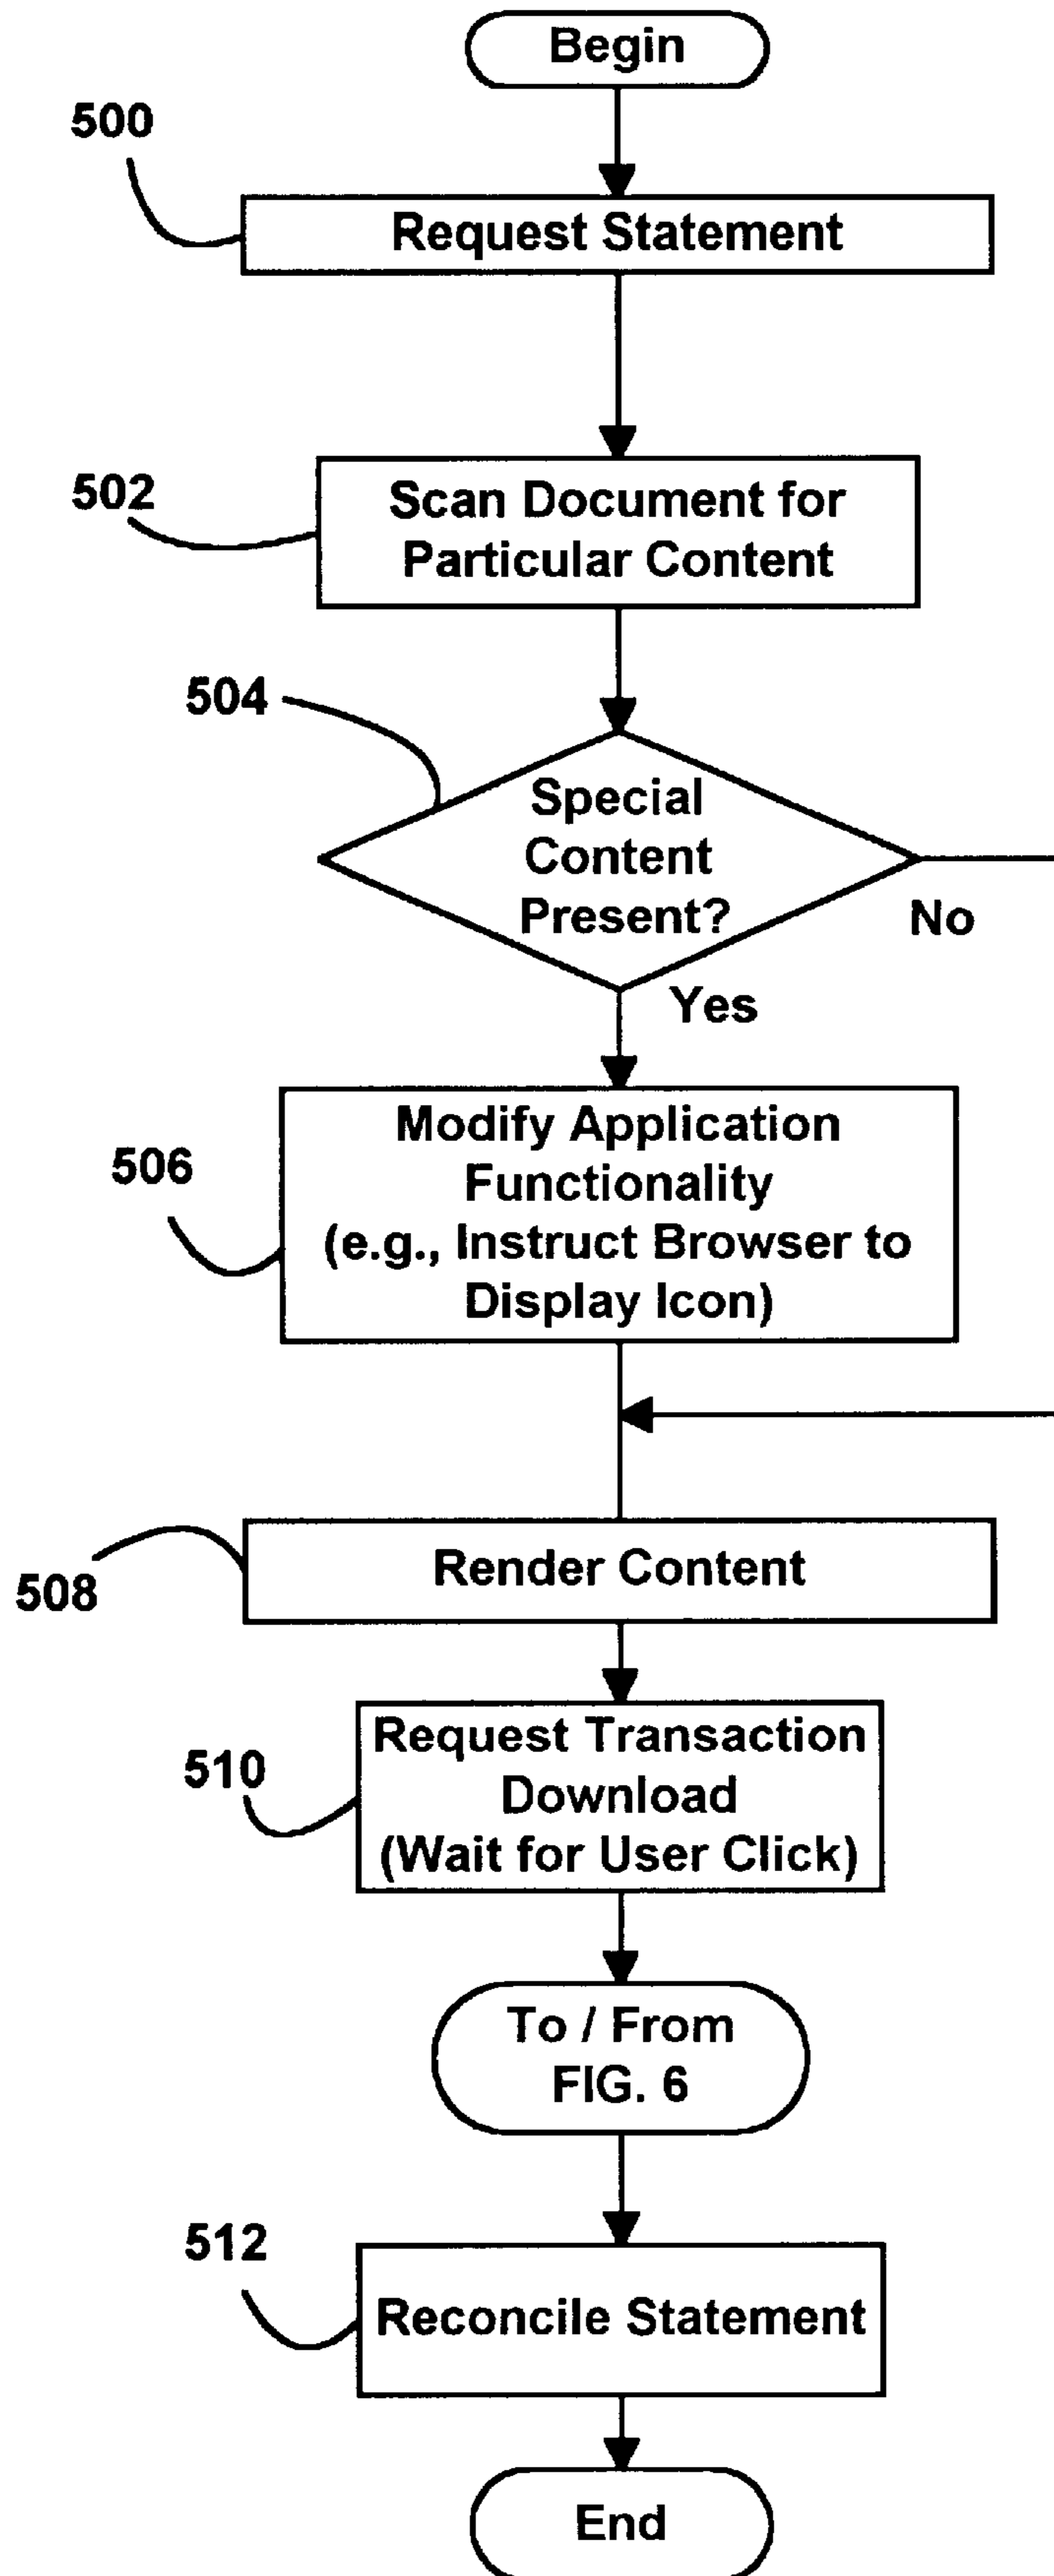 Begin
500
Request Statement
502
Scan Document for
Particular Content
504
Special
Content
Present?
No
Yes
506
Modify Application
Functionality
(e.g., Instruct Browser to
Display Icon)
508
Render Content
510
Request Transaction
Download
(Wait for User Click)
To / From
FIG. 6
512
Reconcile Statement
End